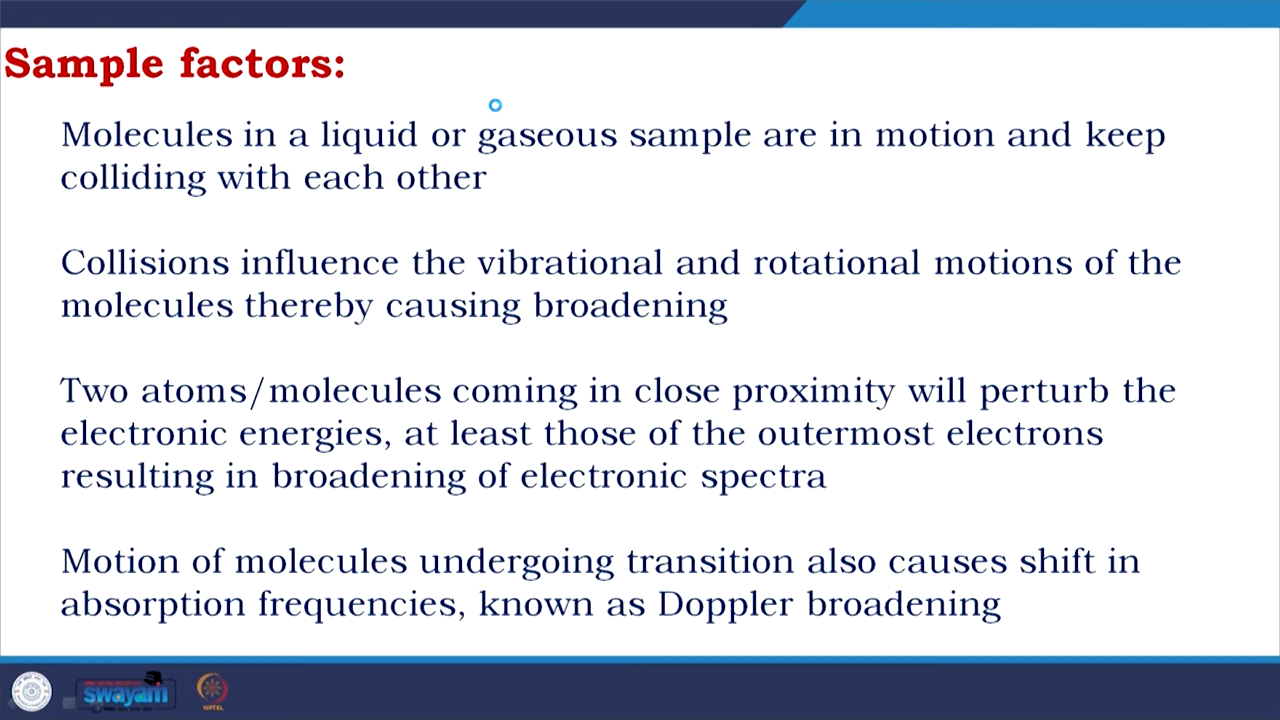 Sample factors:
Molecules in a liquid or gaseous sample are in motion and keep
colliding with each other
Collisions influence the vibrational and rotational motions of the
molecules thereby causing broadening
Two atoms/molecules coming in close proximity will perturb the
electronic energies, at least those of the outermost electrons
resulting in broadening of electronic spectra
Motion of molecules undergoing transition also causes shift in
absorption frequencies, known as Doppler broadening
swayam
NPTEL